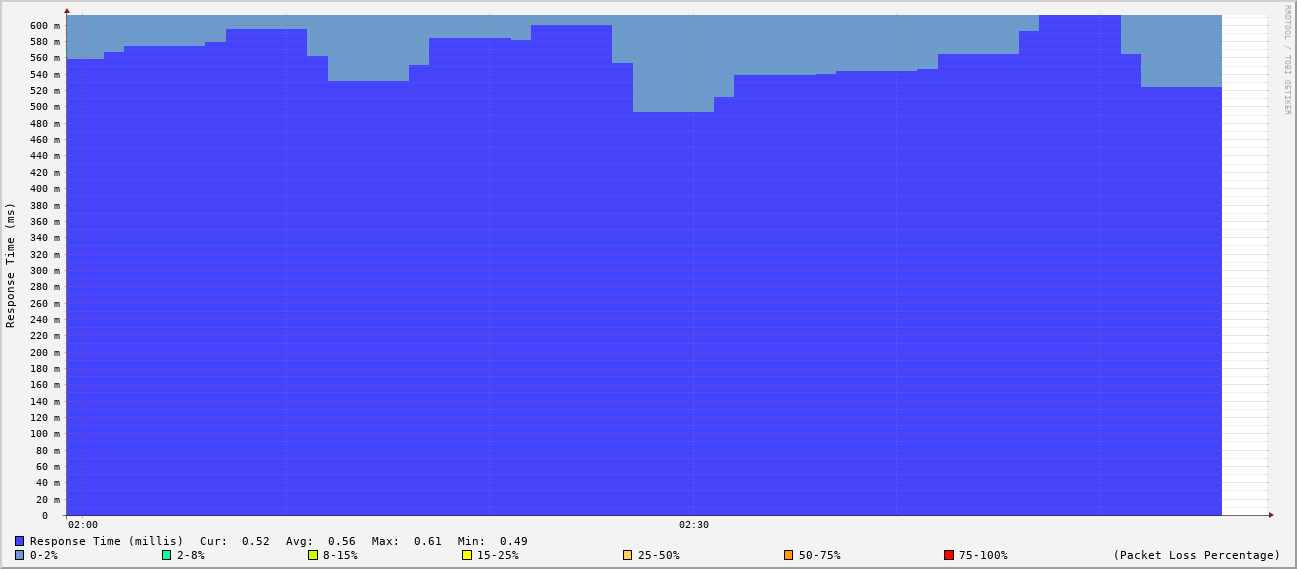 RRDTOOL / TOBI OETIKER
Response Time (ms)
600 m
580 m
560 m
540 m
520 m
500 m
480 m
460 m
440 m
420 m
400 m
380 m
360 m
340 m
320 m
300 m
280 m
260 m
240 m
220 m
200 m
180 m
160 m
140 m
120 m
100 m
80 m
60 m
40 m
20 m
0
02:00 02:30
Response Time (millis) Cur: 0.52 Avg: 0.56 Max: 0.61 Min: 0.49
0-2% 2-8% 8-15% 15-25% 25-50% 50-75% 75-100% (Packet Loss Percentage)